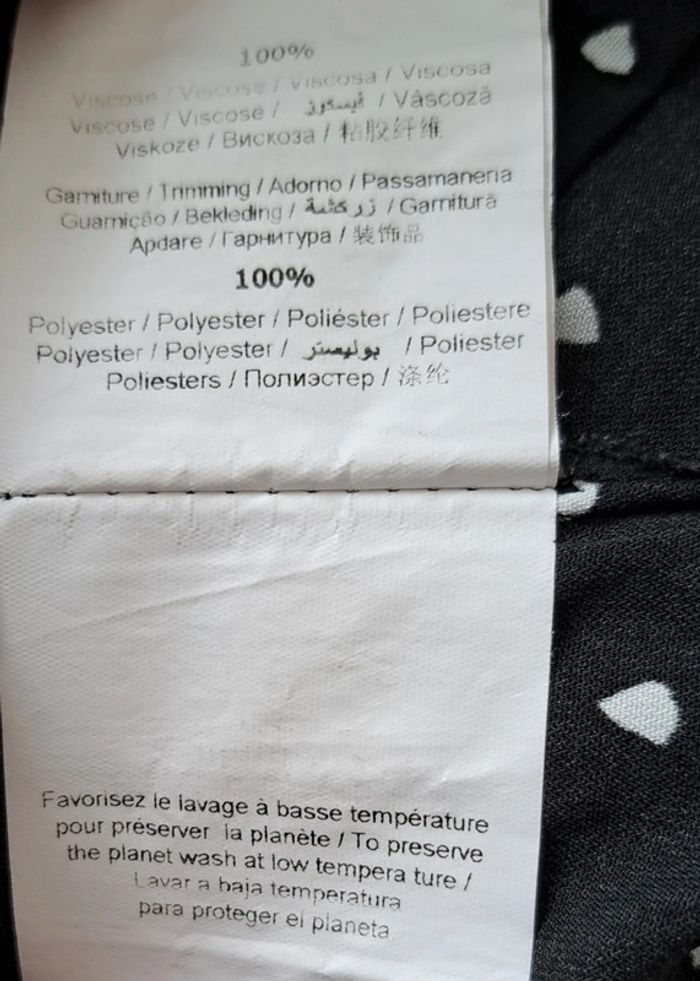 100%
Viscose / Viscose / Viscosa / Viscosa
Viscose / Viscose / فيسكوز / Vâscoză
Viskoze / Вискоза / 粘胶纤维
Garniture / Trimming / Adorno / Passamaneria
Guarnição / Bekleding / زركشة / Garnitură
Apdare / Гарнитура / 装饰品
100%
Polyester / Polyester / Poliéster / Poliestere
Polyester / Polyester / بوليستر / Poliester
Poliesters / Полиэстер / 涤纶
Favorisez le lavage à basse température
pour préserver la planète / To preserve
the planet wash at low tempera ture /
Lavar a baja temperatura
para proteger el planeta